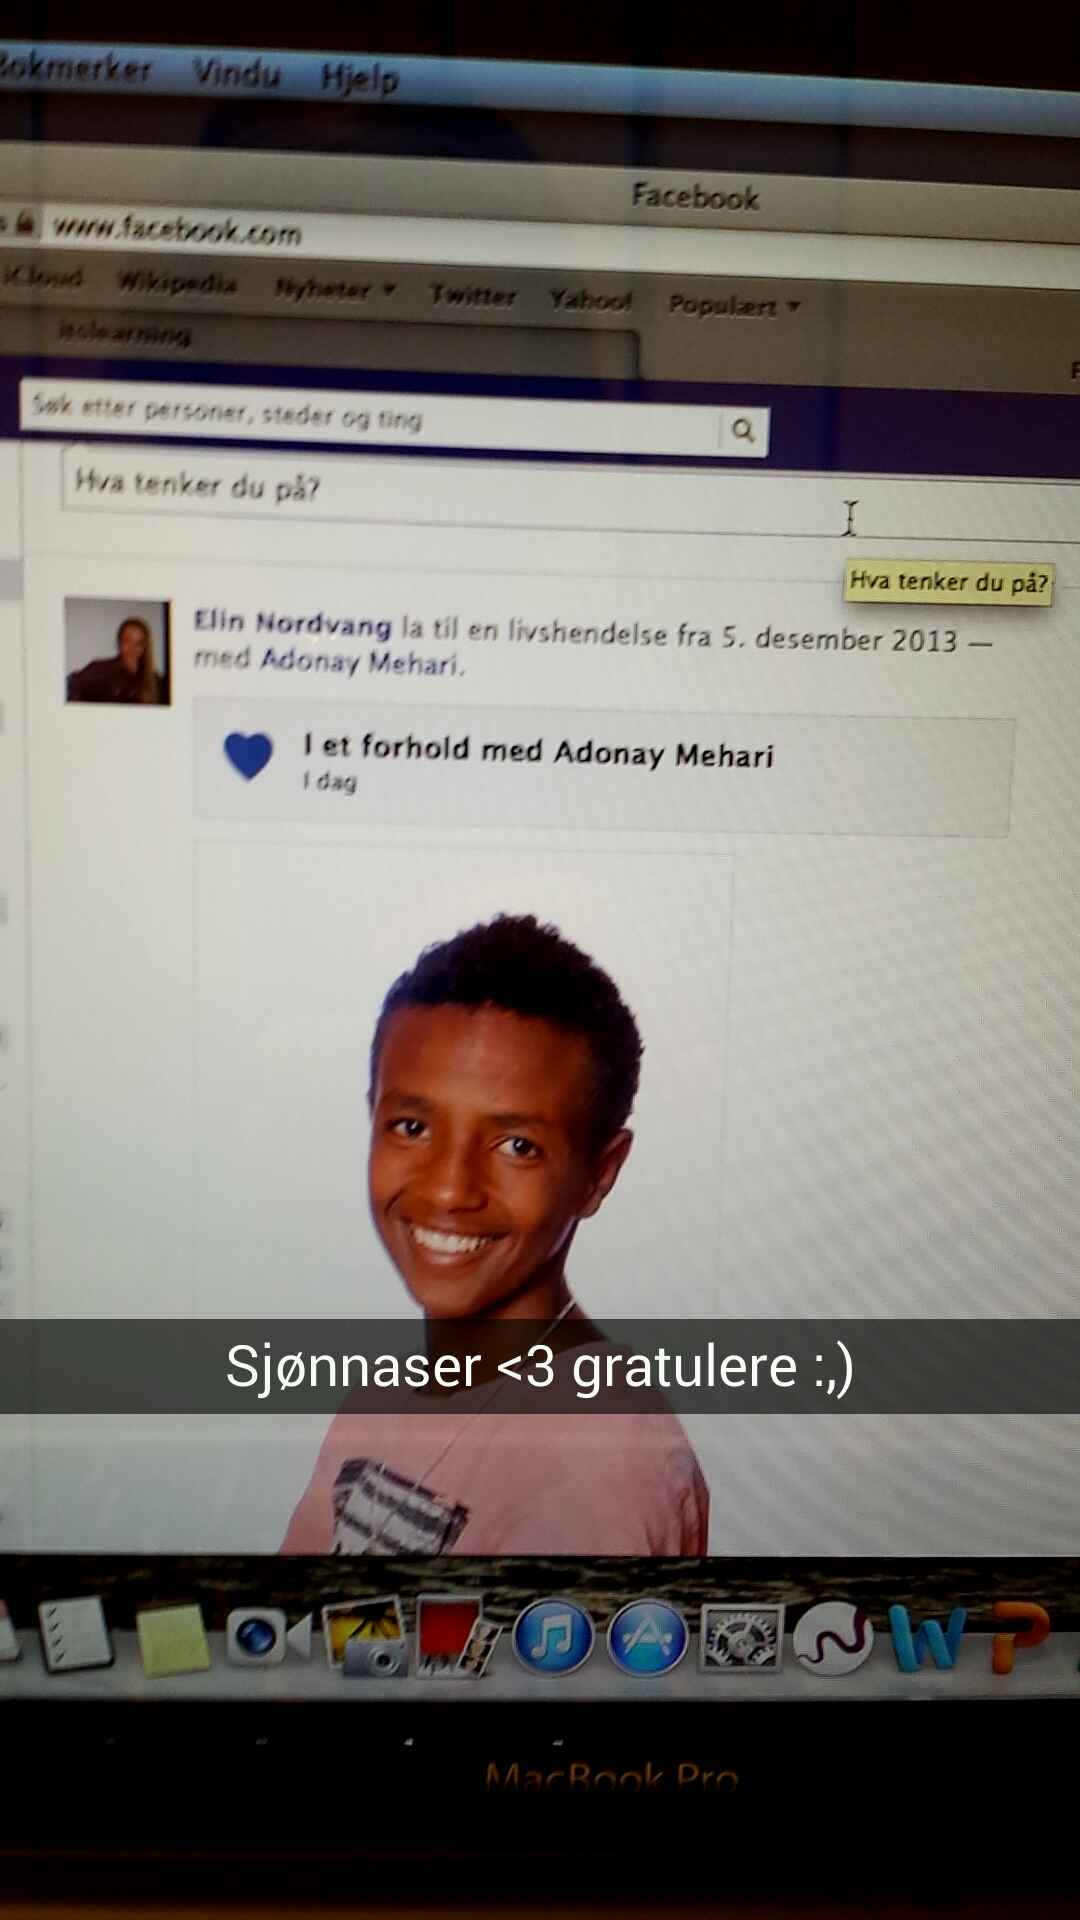 Bokmerker Vindu Hjelp
Facebook
www.facebook.com
iCloud Wikipedia Nyheter Twitter Yahoo! Populært
itslearning
Søk etter personer, steder og ting
Hva tenker du på?
Hva tenker du på?
Elin Nordvang la til en livshendelse fra 5. desember 2013 —
med Adonay Mehari.
I et forhold med Adonay Mehari
I dag
Sjønnaser <3 gratulere :,)
MacBook Pro